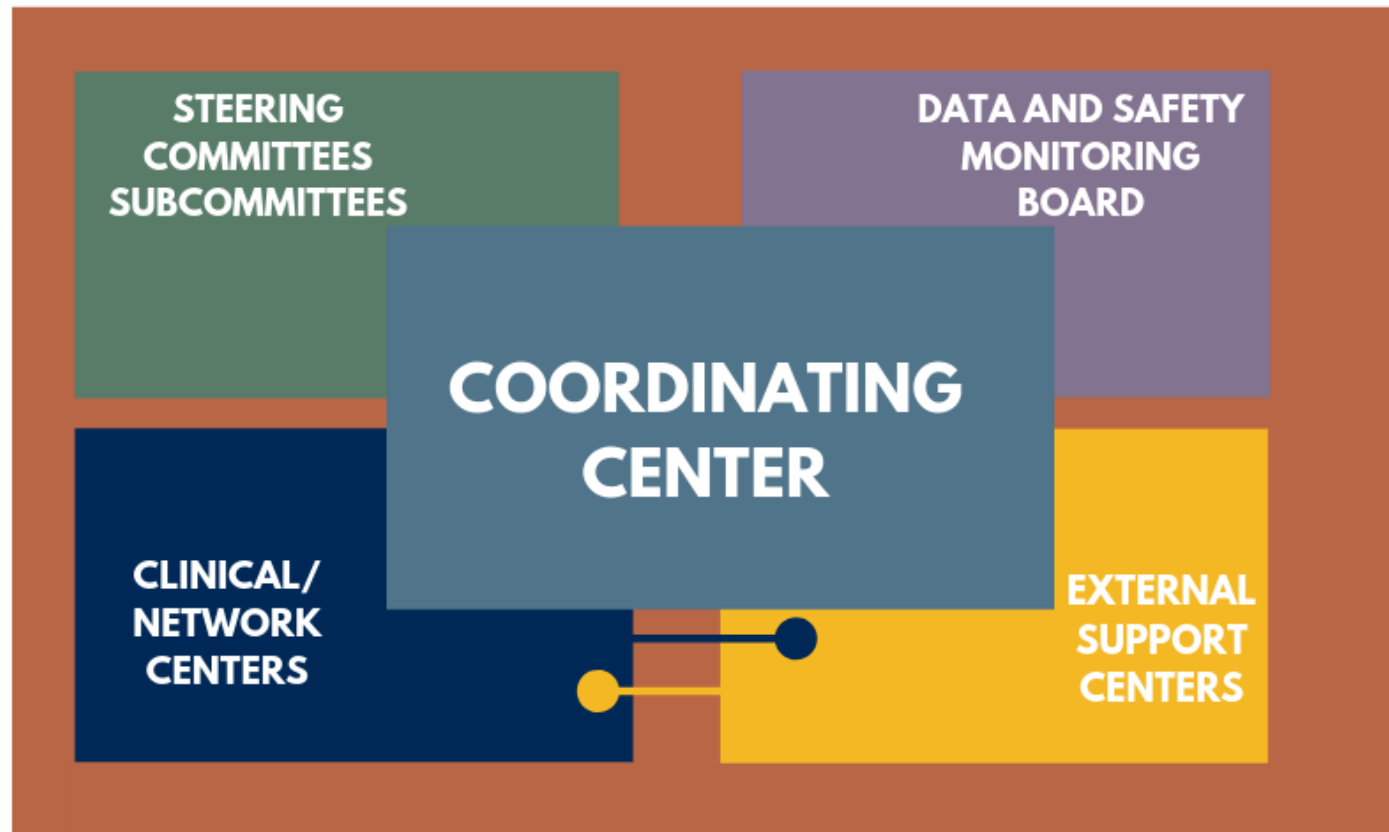 STEERING
COMMITTEES
SUBCOMMITTEES
DATA AND SAFETY
MONITORING
BOARD
COORDINATING
CENTER
CLINICAL/
NETWORK
CENTERS
EXTERNAL
SUPPORT
CENTERS